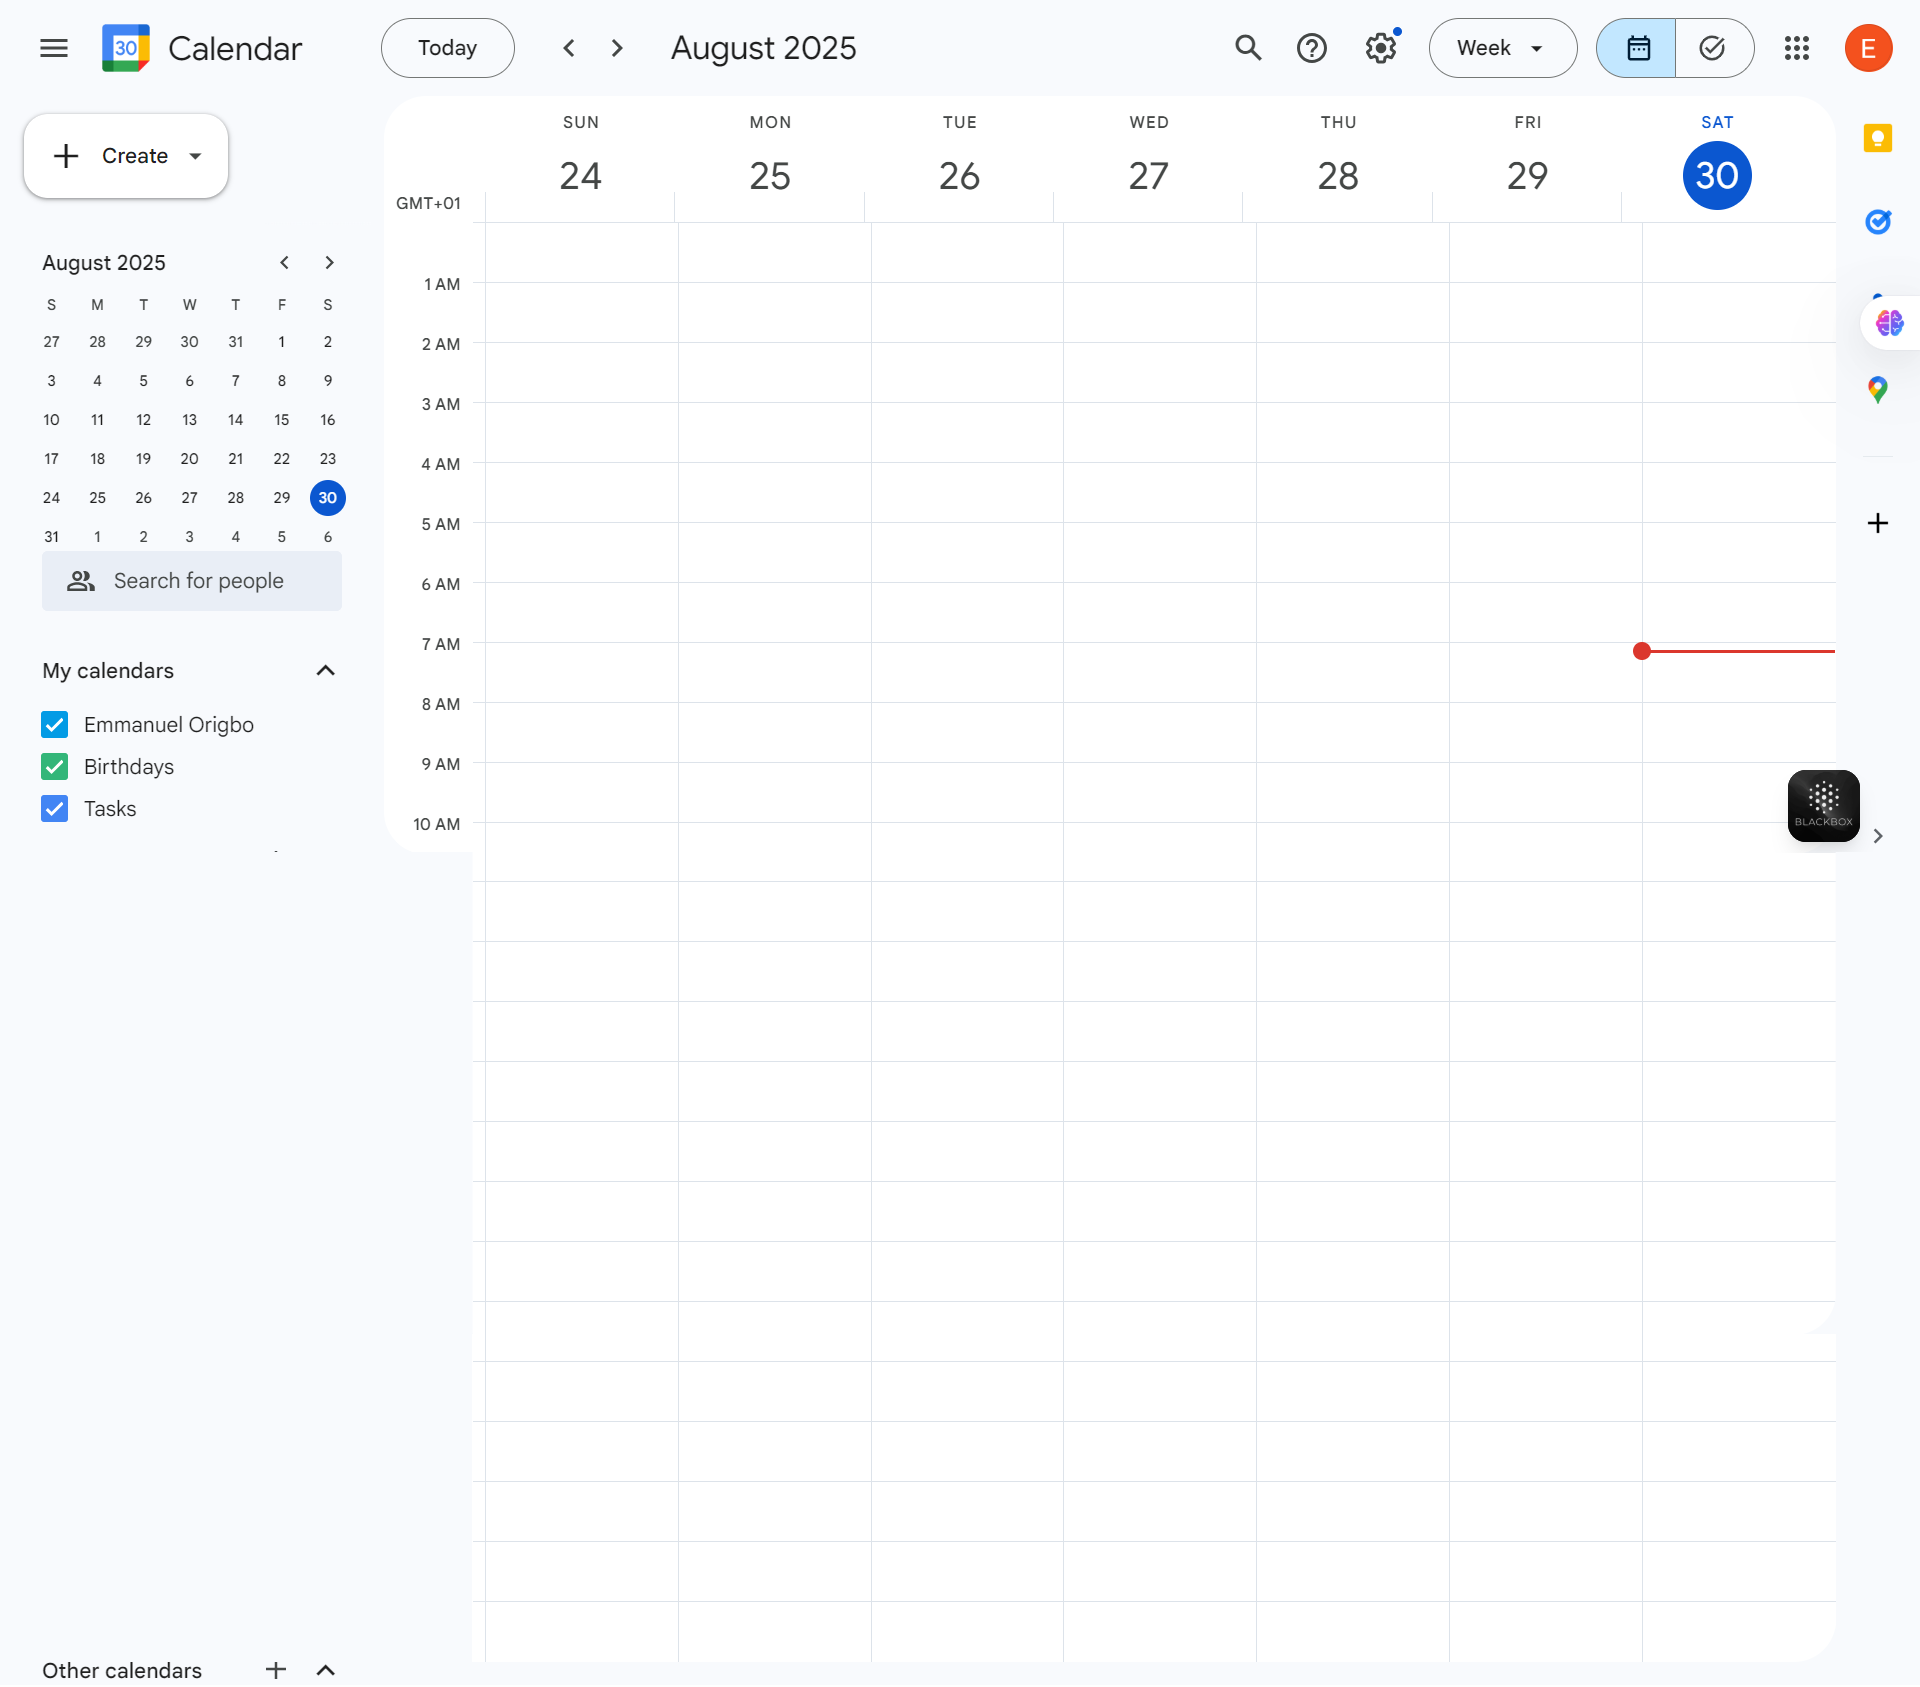 30 Calendar
Today
August 2025
Week
E
Create
August 2025
S M T W T F S
27 28 29 30 31 1 2
3 4 5 6 7 8 9
10 11 12 13 14 15 16
17 18 19 20 21 22 23
24 25 26 27 28 29 30
31 1 2 3 4 5 6
Search for people
My calendars
Emmanuel Origbo
Birthdays
Tasks
Other calendars
SUN MON TUE WED THU FRI SAT
24 25 26 27 28 29 30
GMT+01
1 AM
2 AM
3 AM
4 AM
5 AM
6 AM
7 AM
8 AM
9 AM
10 AM
BLACKBOX